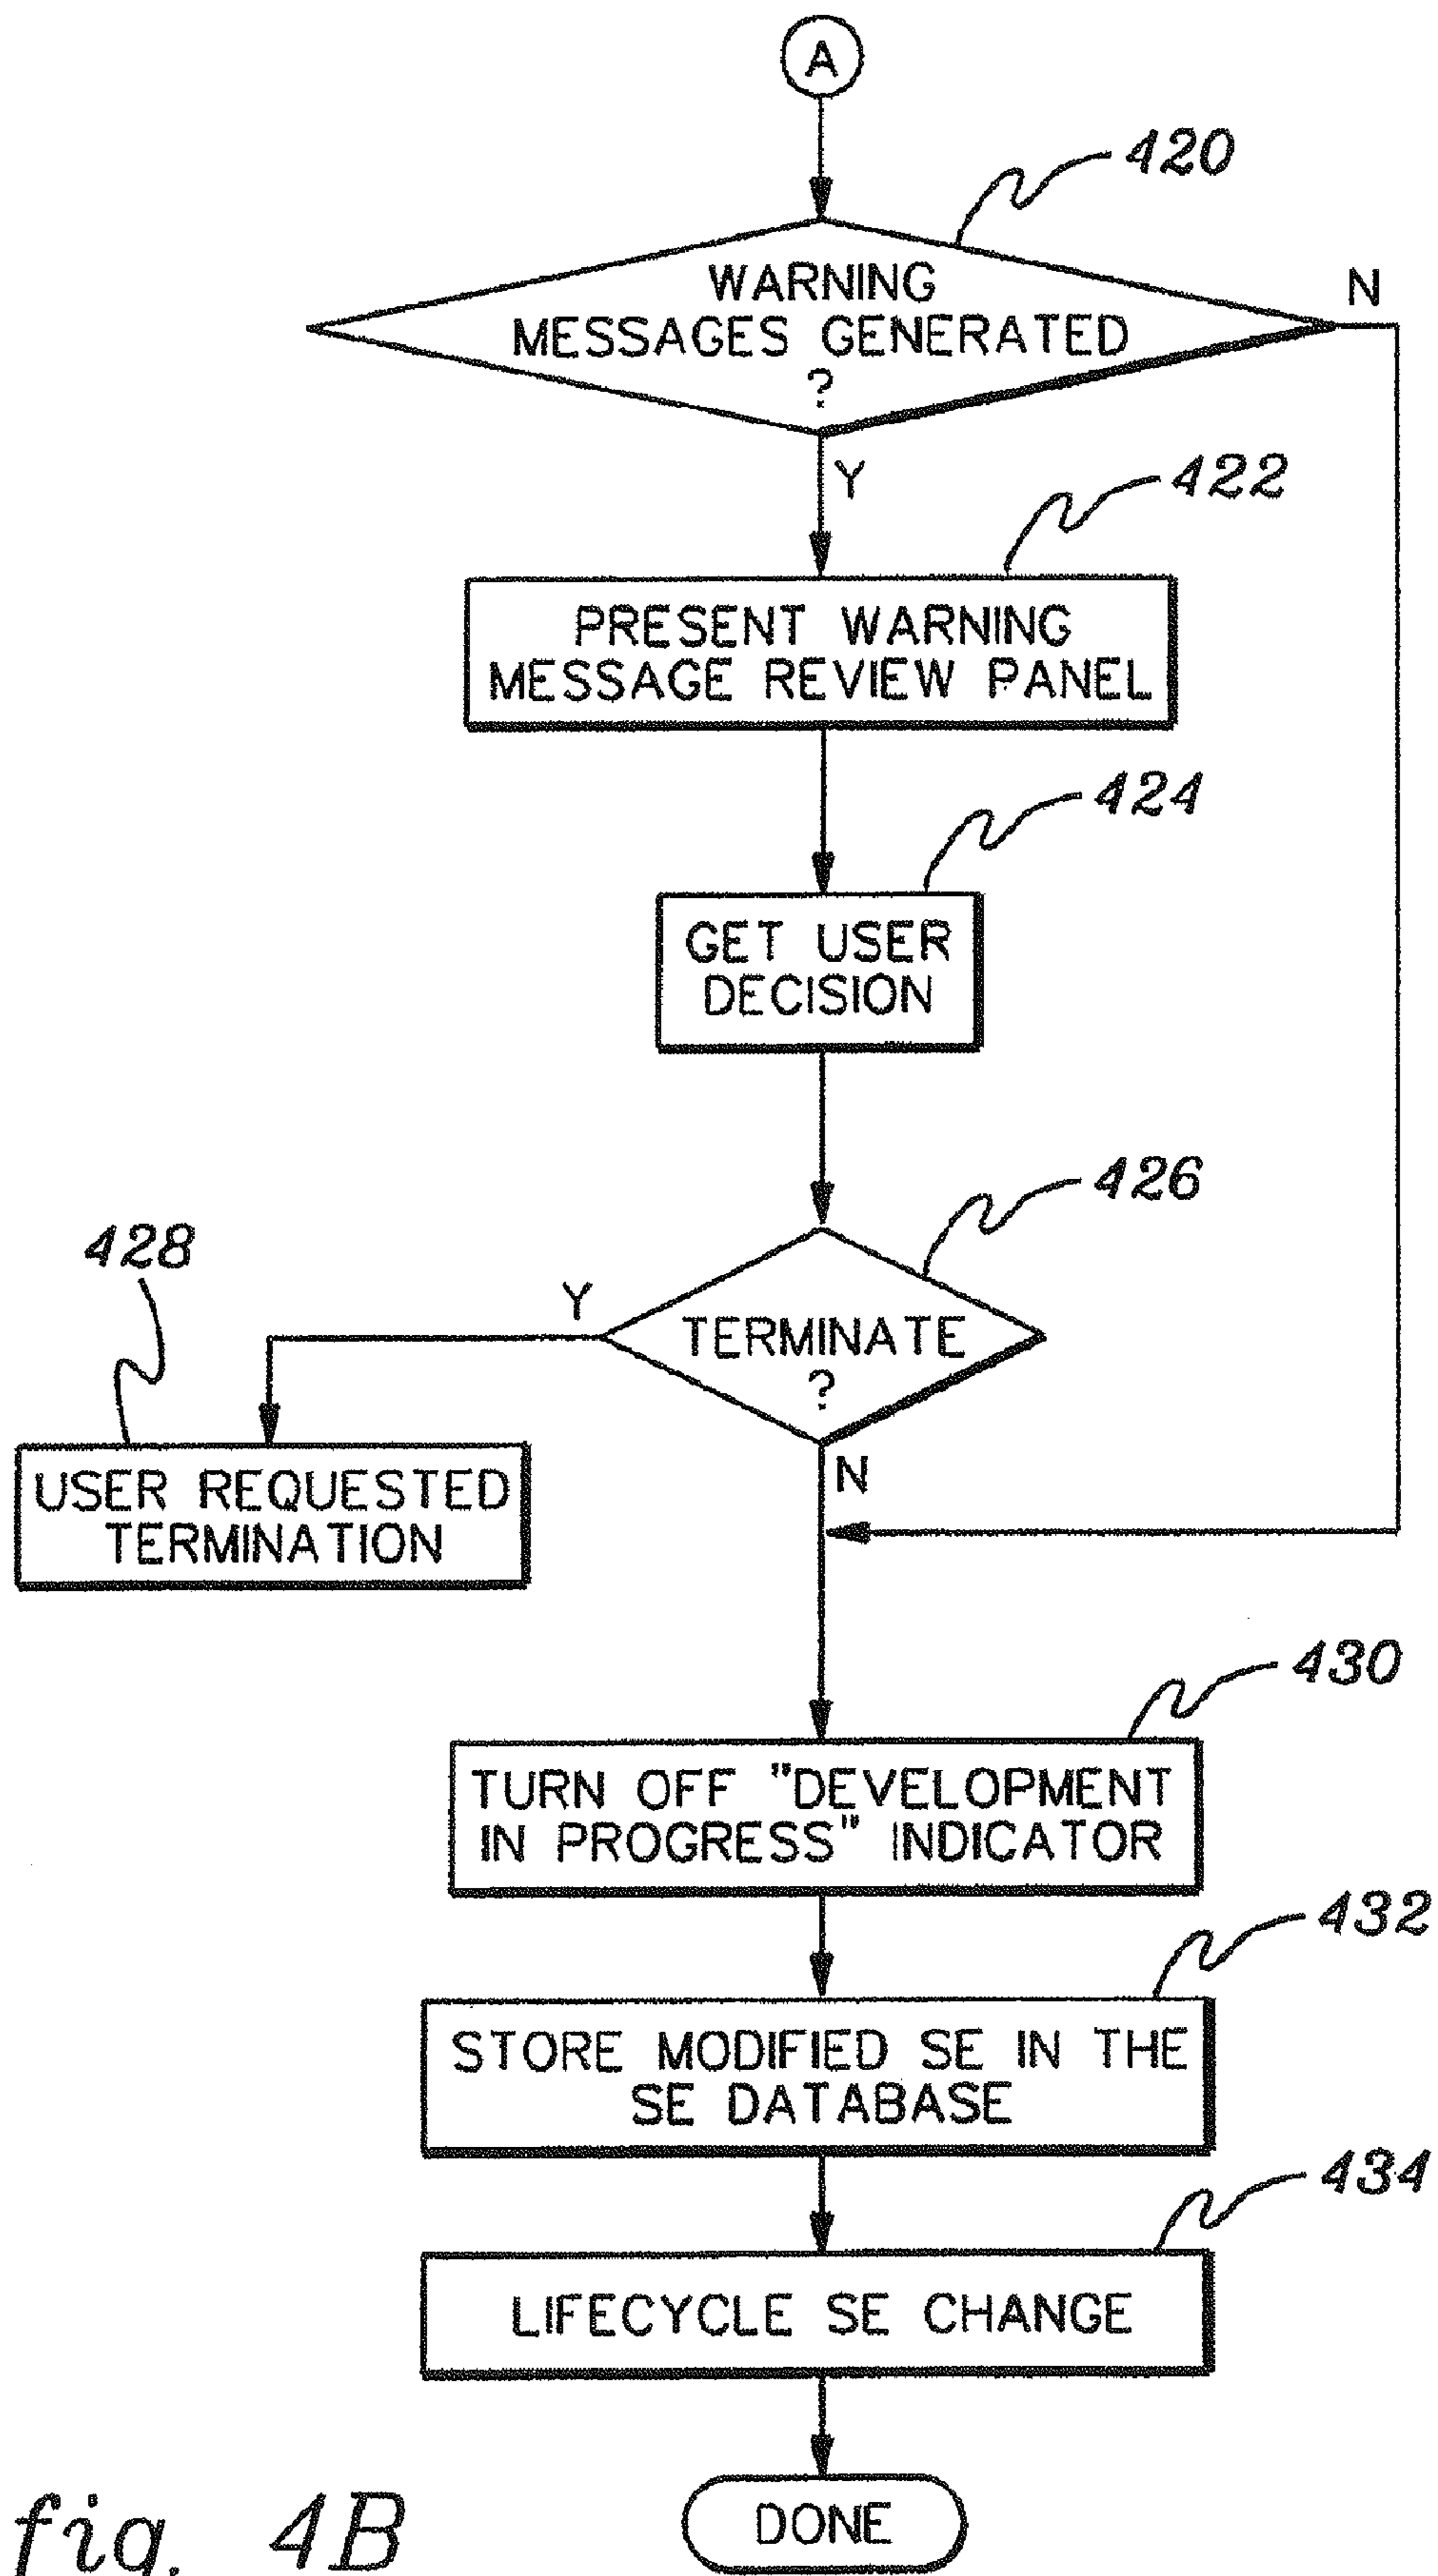 A
420
WARNING
MESSAGES GENERATED
?
N
Y
422
PRESENT WARNING
MESSAGE REVIEW PANEL
424
GET USER
DECISION
426
428
Y
TERMINATE
?
N
USER REQUESTED
TERMINATION
430
TURN OFF "DEVELOPMENT
IN PROGRESS" INDICATOR
432
STORE MODIFIED SE IN THE
SE DATABASE
434
LIFECYCLE SE CHANGE
DONE
fig. 4B